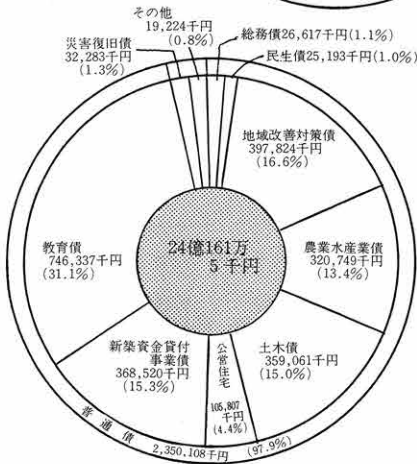 その他
19,224千円
(0.8%)
総務債26,617千円(1.1%)
民生債25,193千円(1.0%)
災害復旧債
32,283千円
(1.3%)
地域改善対策債
397,824千円
(16.6%)
農業水産業債
320,749千円
(13.4%)
土木債
359,061千円
(15.0%)
公営住宅
105,807
千円
(4.4%)
新築資金貸付
事業債
368,520千円
(15.3%)
教育債
746,337千円
(31.1%)
24億161万
5千円
普通債 2,350,108千円 (97.9%)